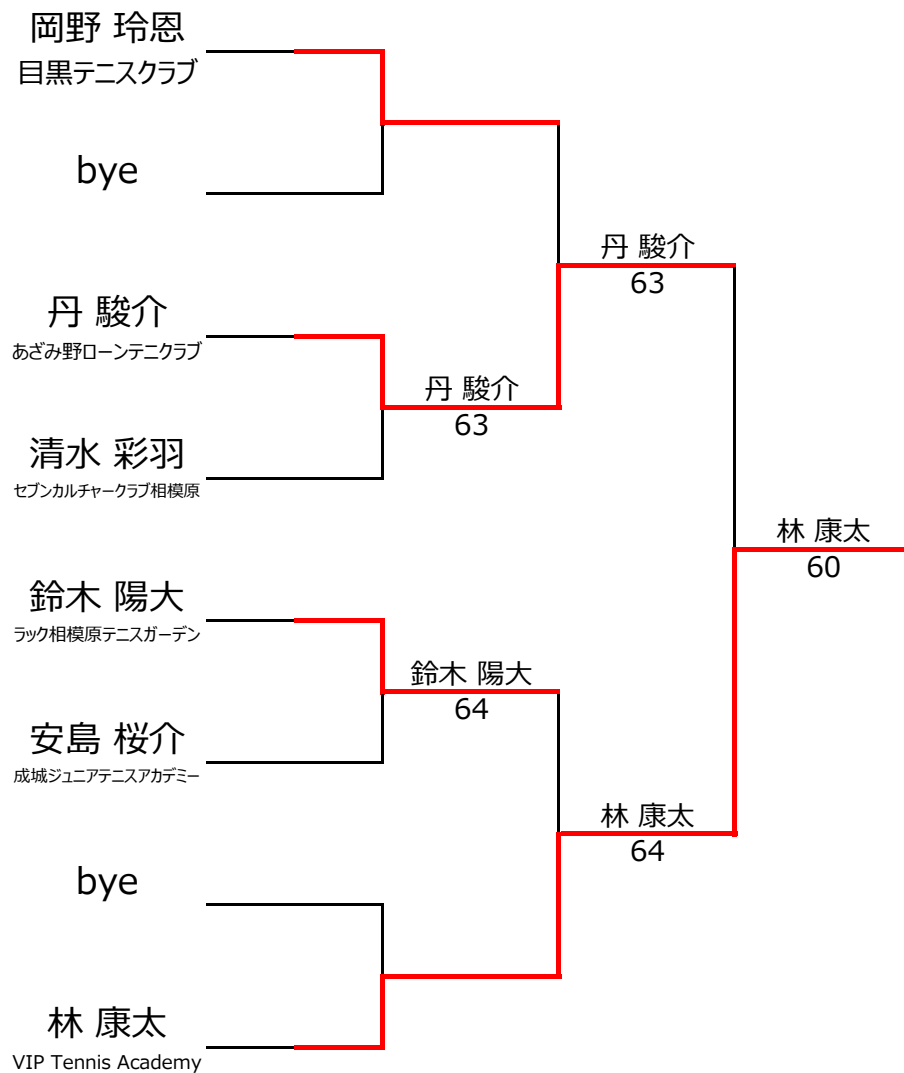 岡野 玲恩
目黒テニスクラブ
bye
丹 駿介
63
丹 駿介
あざみ野ローンテニクラブ
丹 駿介
63
清水 彩羽
セブンカルチャークラブ相模原
林 康太
60
鈴木 陽大
ラック相模原テニスガーデン
鈴木 陽大
64
安島 桜介
成城ジュニアテニスアカデミー
林 康太
64
bye
林 康太
VIP Tennis Academy